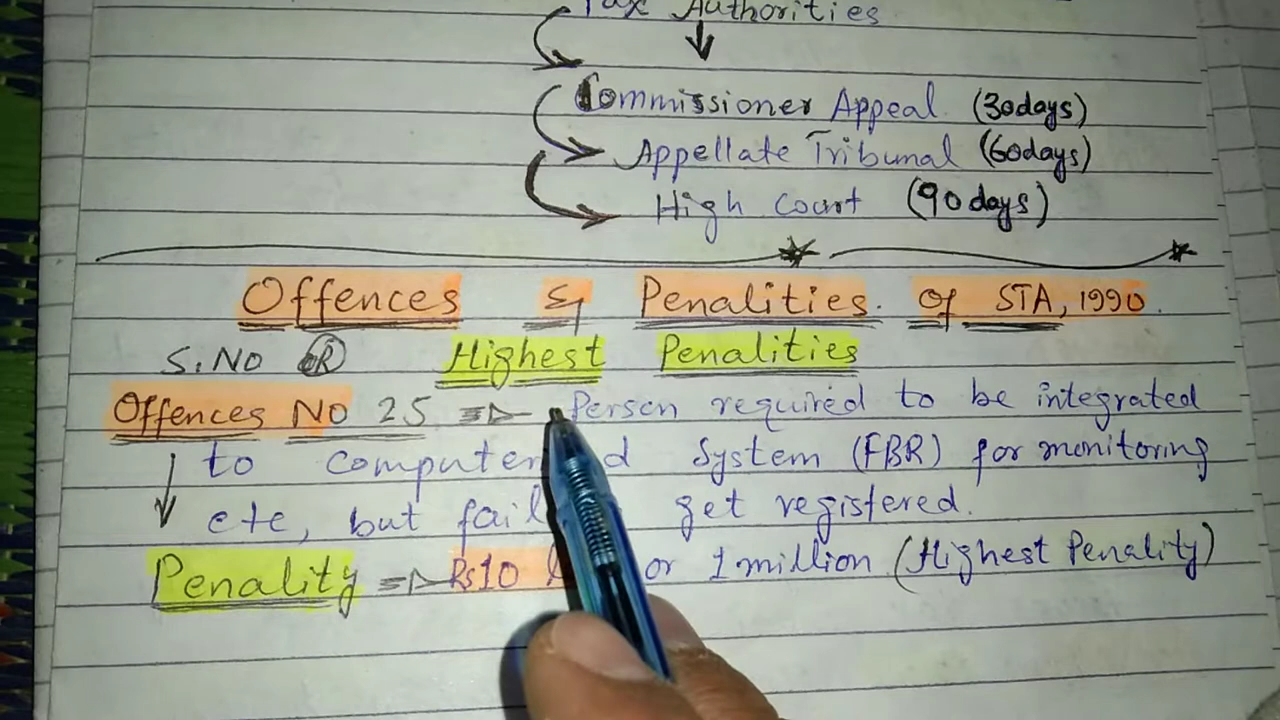 Tax Authorities
Commissioner Appeal (30days)
Appellate Tribunal (60days)
High Court (90days)
Offences & Penalities. Of STA, 1990.
S.NO OR Highest Penalities
Offences NO 25 Person required to be integrated
to System (FBR) for monitoring
etc, but get registered.
Penality Rs10 or 1 million (Highest Penality)